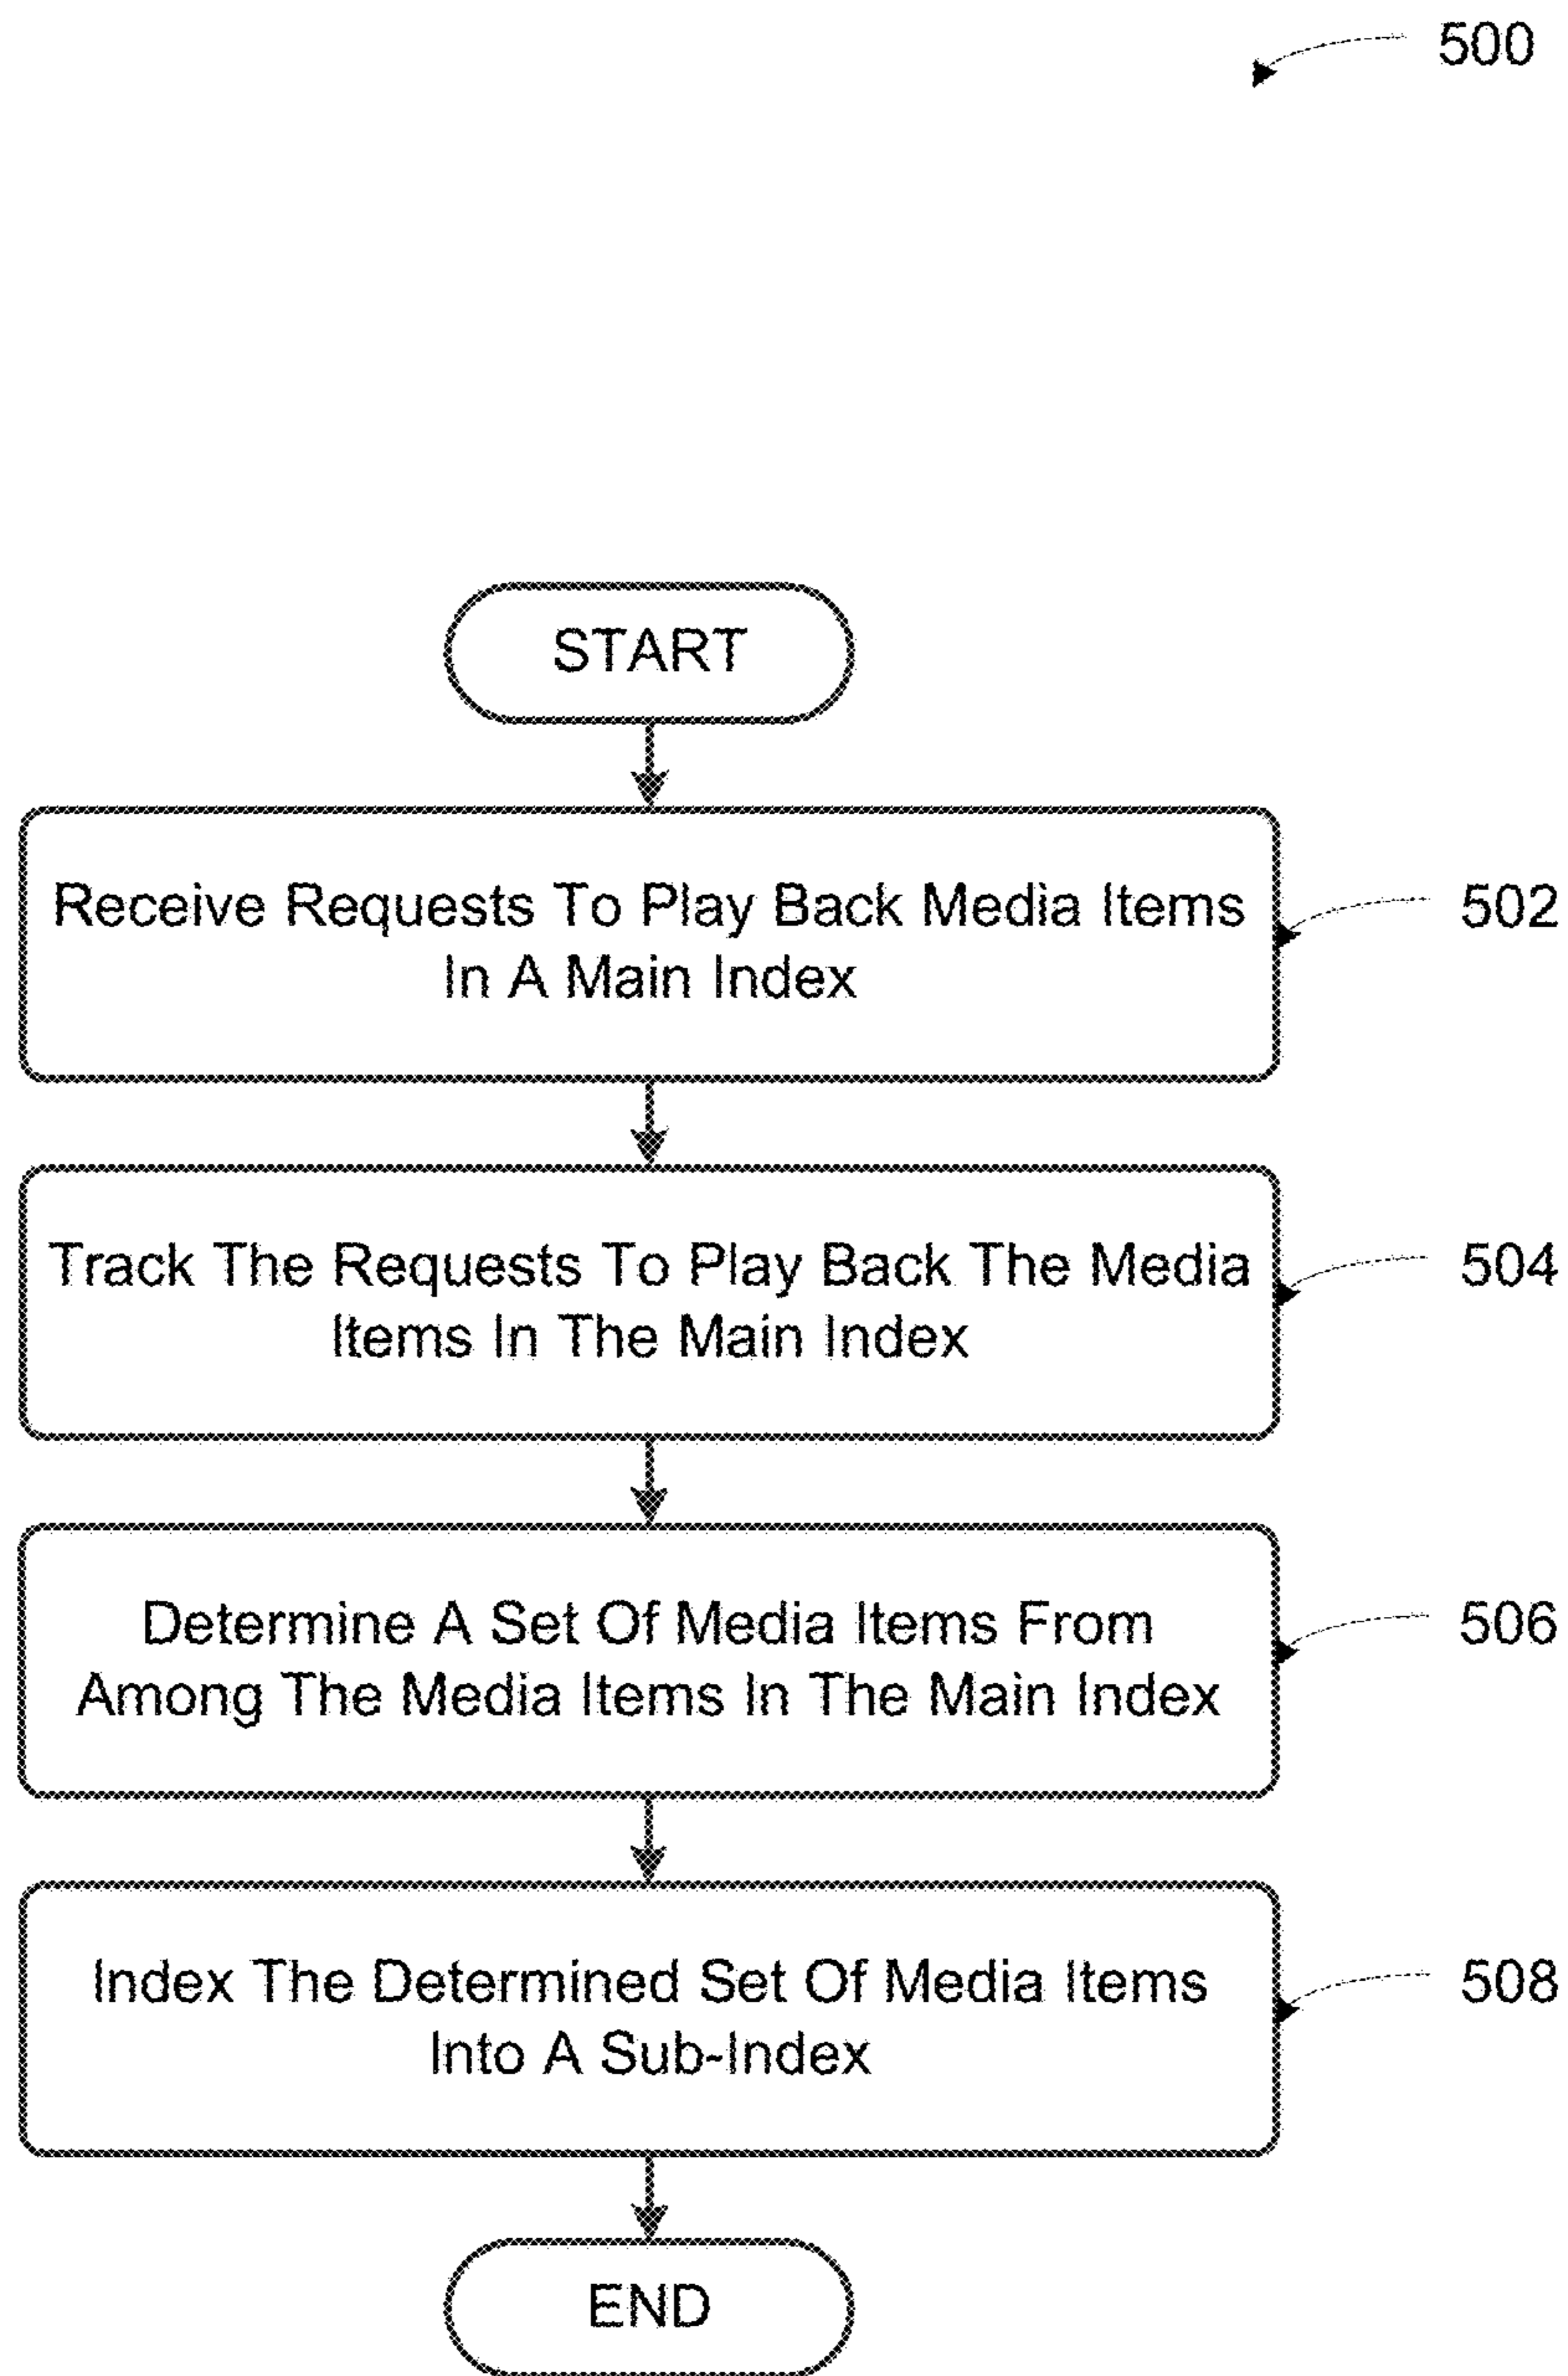 500
START
Receive Requests To Play Back Media Items
In A Main Index
502
Track The Requests To Play Back The Media
Items In The Main Index
504
Determine A Set Of Media Items From
Among The Media Items In The Main Index
506
Index The Determined Set Of Media Items
Into A Sub-Index
508
END